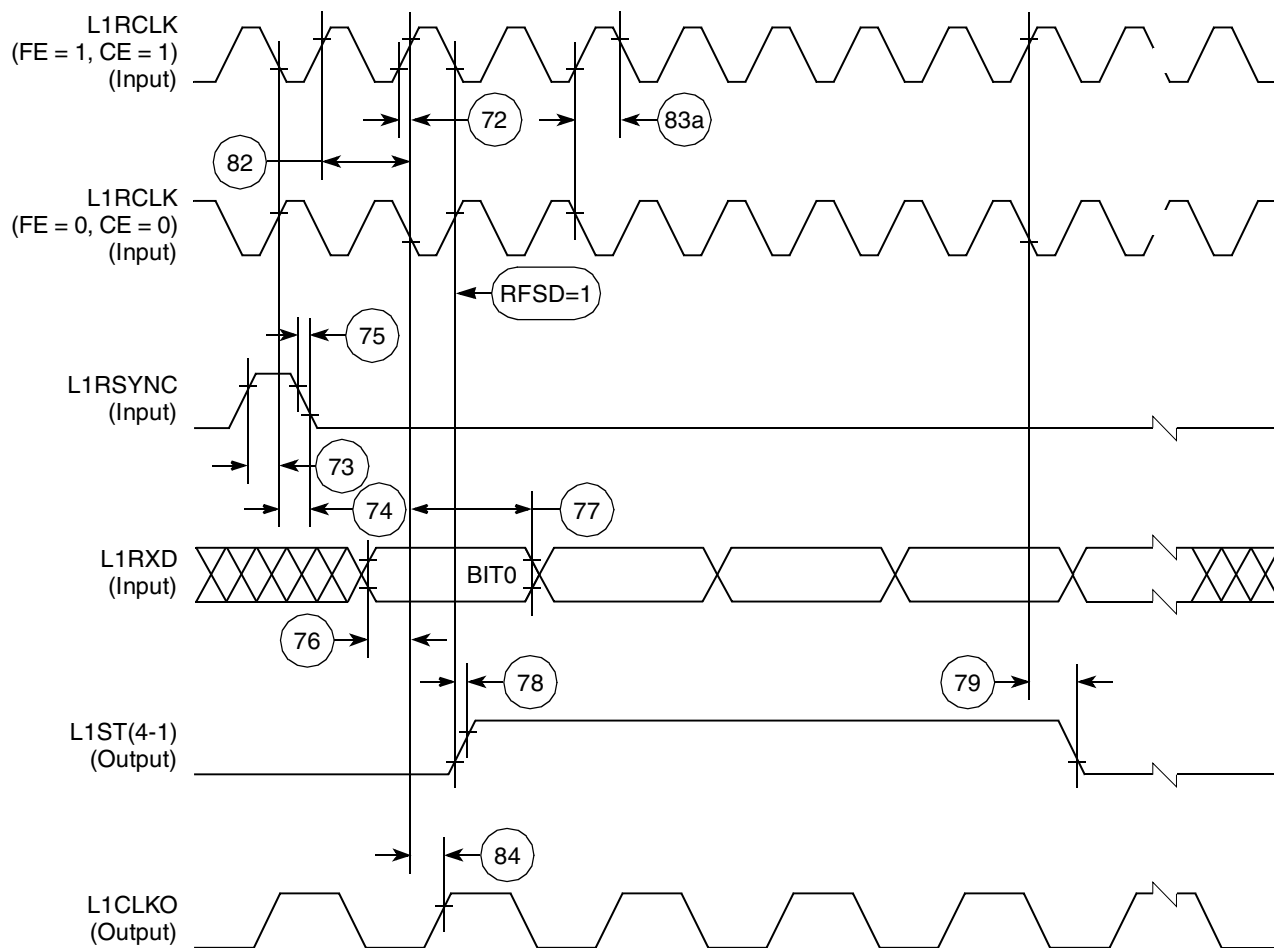 L1RCLK
(FE = 1, CE = 1)
(Input)
72
83a
82
L1RCLK
(FE = 0, CE = 0)
(Input)
RFSD=1
75
L1RSYNC
(Input)
73
74
77
L1RXD
(Input)
BIT0
76
78
79
L1ST(4-1)
(Output)
84
L1CLKO
(Output)